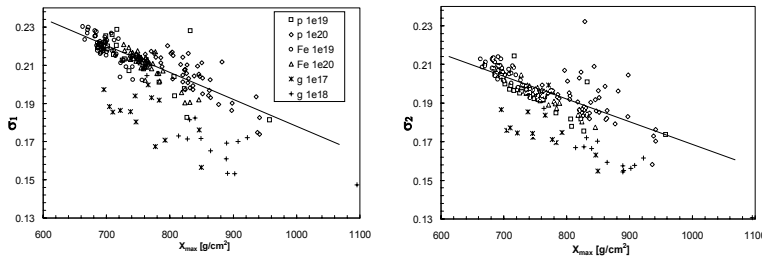 0.23
0.21
0.19
0.17
0.15
0.13
σ1
600 700 800 900 1000 1100
Xmax [g/cm²]
p 1e19
p 1e20
Fe 1e19
Fe 1e20
g 1e17
g 1e18
0.23
0.21
0.19
0.17
0.15
0.13
σ2
600 700 800 900 1000 1100
Xmax [g/cm²]